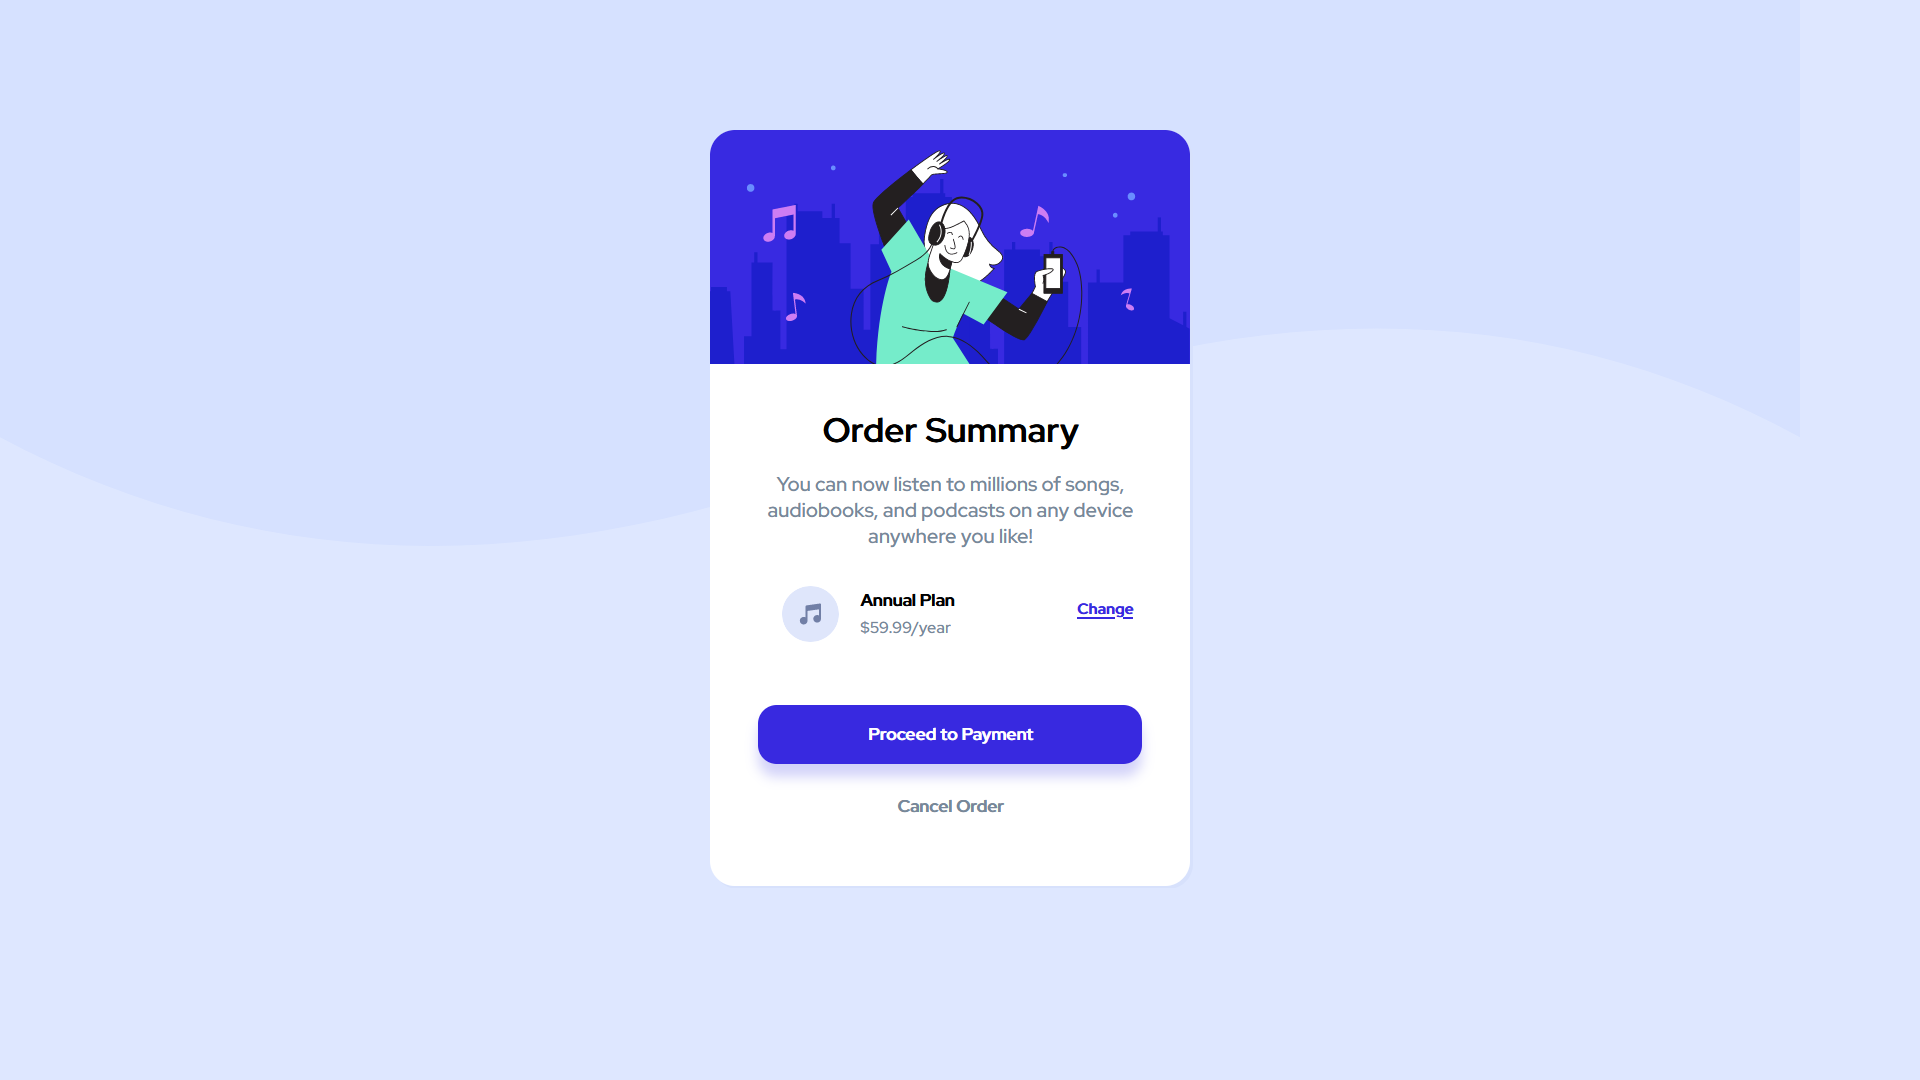 Order Summary
You can now listen to millions of songs,
audiobooks, and podcasts on any device
anywhere you like!
Annual Plan
$59.99/year
Change
Proceed to Payment
Cancel Order